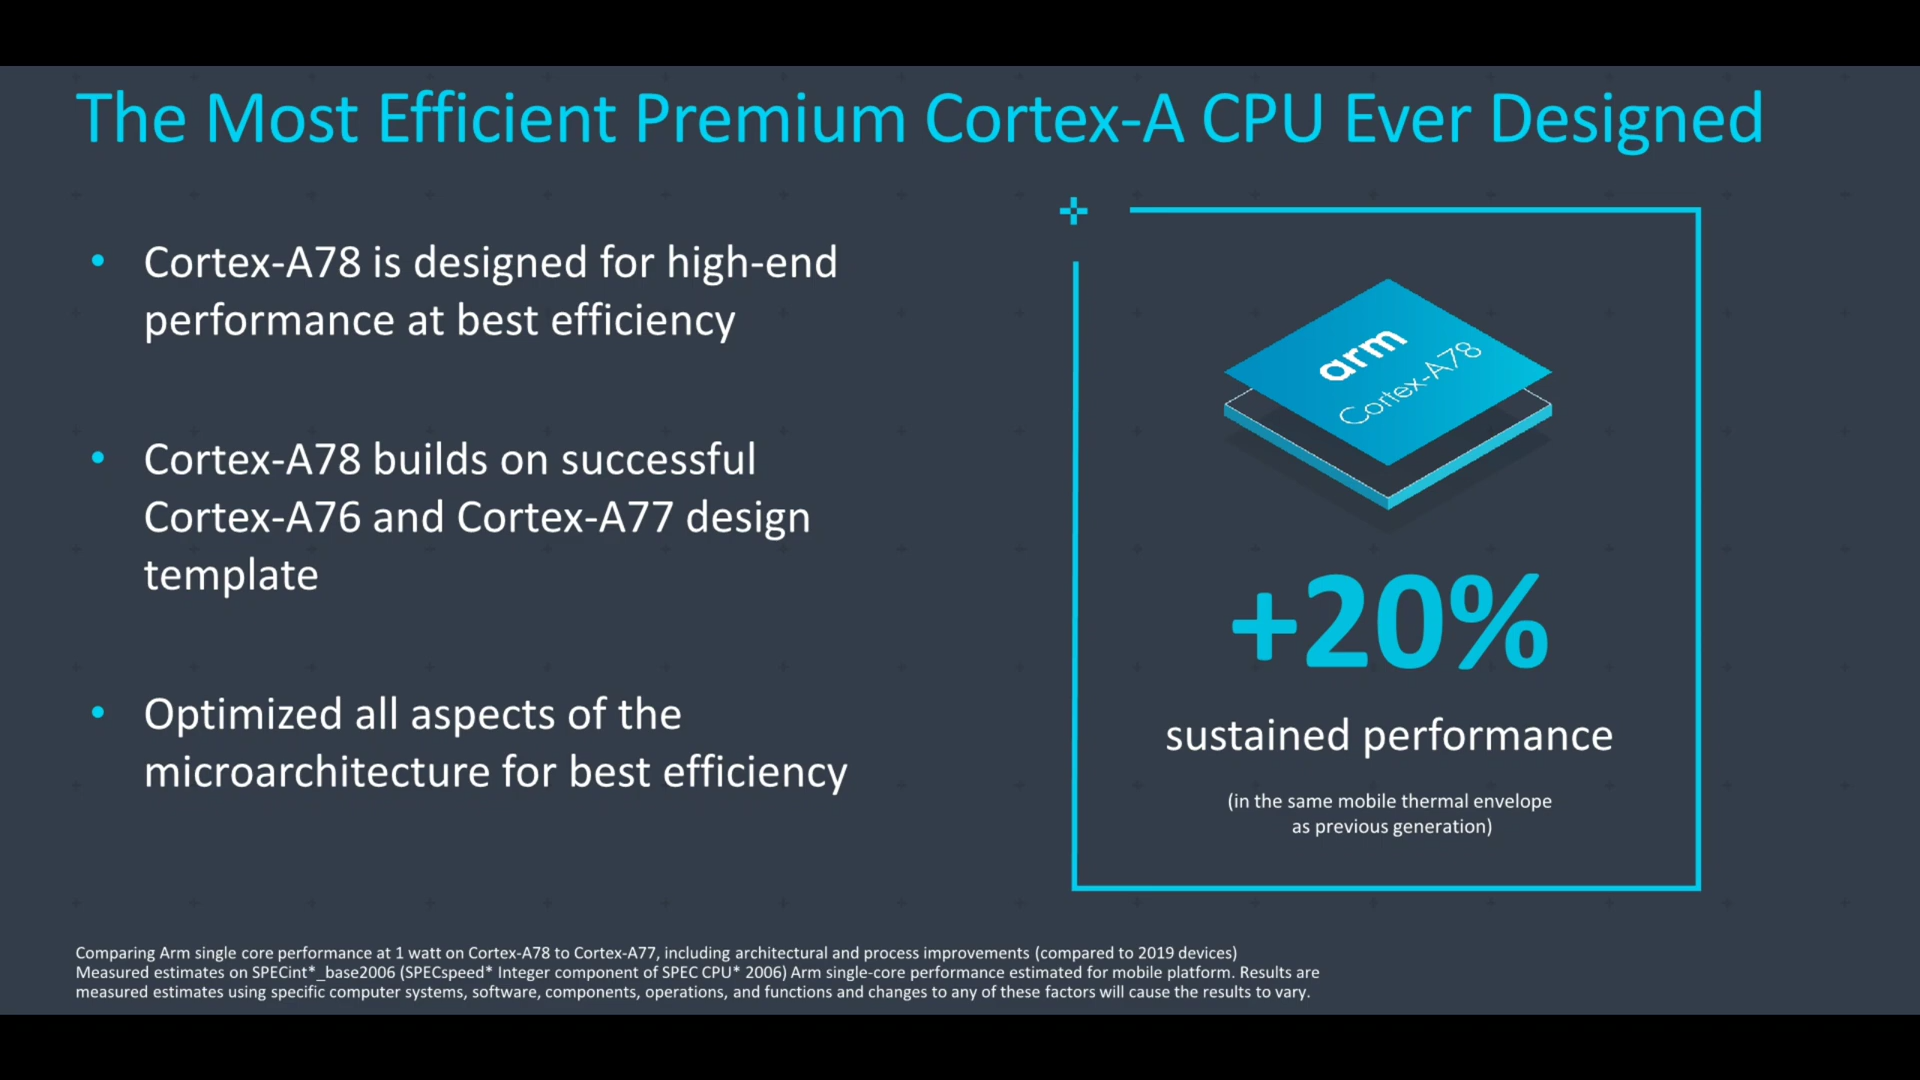 The Most Efficient Premium Cortex-A CPU Ever Designed
• Cortex-A78 is designed for high-end
performance at best efficiency
• Cortex-A78 builds on successful
Cortex-A76 and Cortex-A77 design
template
• Optimized all aspects of the
microarchitecture for best efficiency
arm
Cortex-A78
+20%
sustained performance
(in the same mobile thermal envelope
as previous generation)
Comparing Arm single core performance at 1 watt on Cortex-A78 to Cortex-A77, including architectural and process improvements (compared to 2019 devices)
Measured estimates on SPECint*_base2006 (SPECspeed* Integer component of SPEC CPU* 2006) Arm single-core performance estimated for mobile platform. Results are
measured estimates using specific computer systems, software, components, operations, and functions and changes to any of these factors will cause the results to vary.